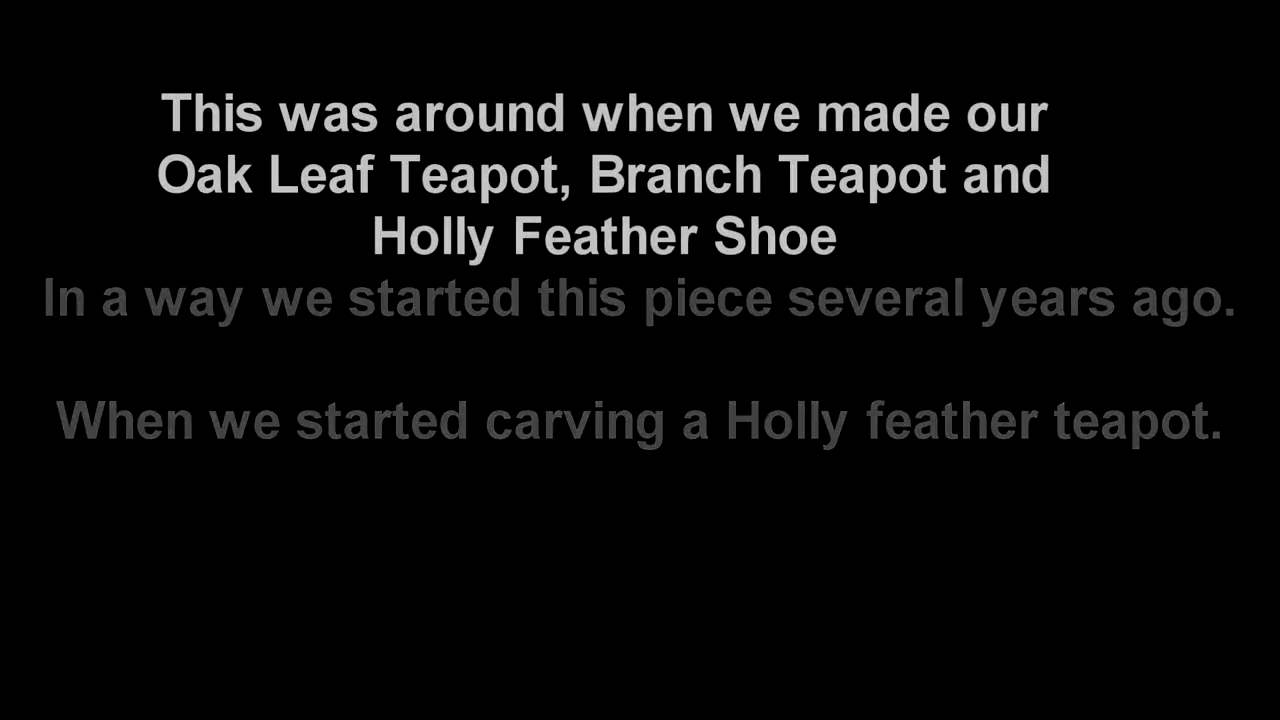 This was around when we made our
Oak Leaf Teapot, Branch Teapot and
Holly Feather Shoe
In a way we started this piece several years ago.
When we started carving a Holly feather teapot.